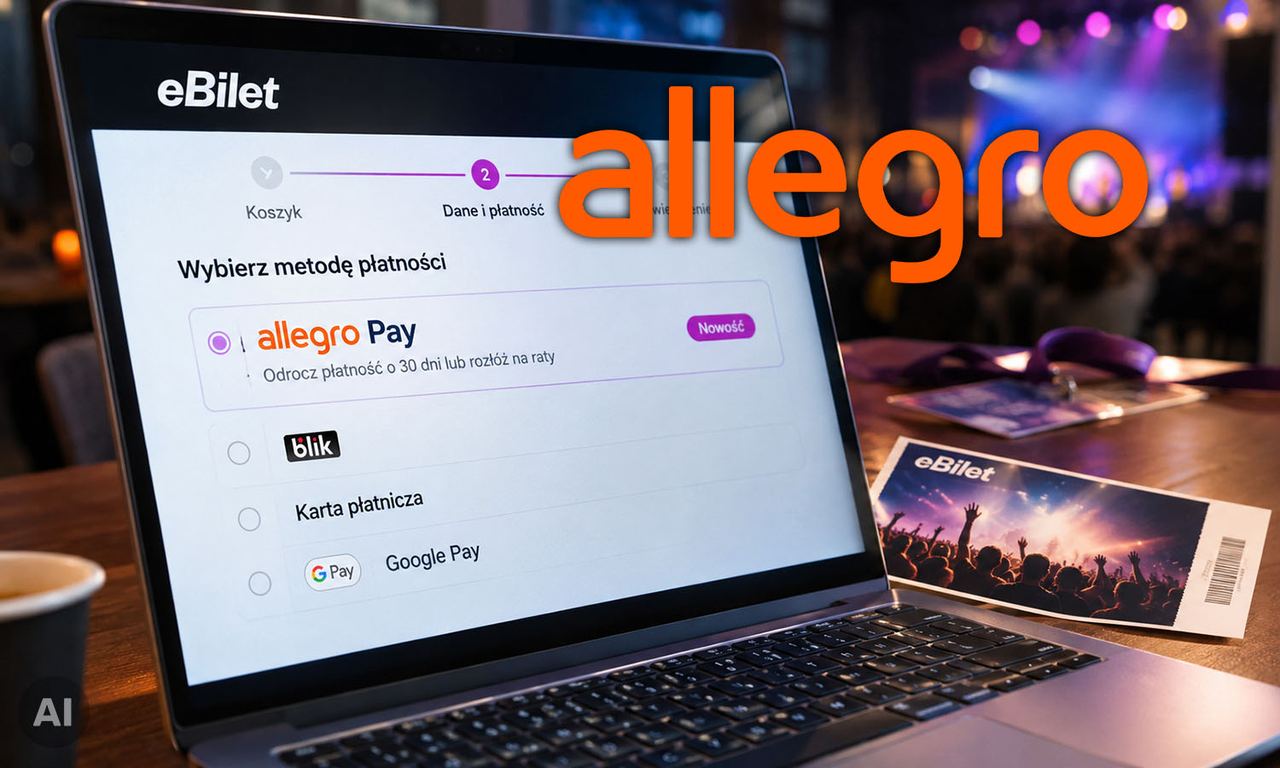 eBilet
allegro
2
Koszyk
Dane i płatność
Wybierz metodę płatności
allegro Pay
Nowość
Odrocz płatność o 30 dni lub rozłóż na raty
blik
Karta płatnicza
G Pay
Google Pay
eBilet
AI